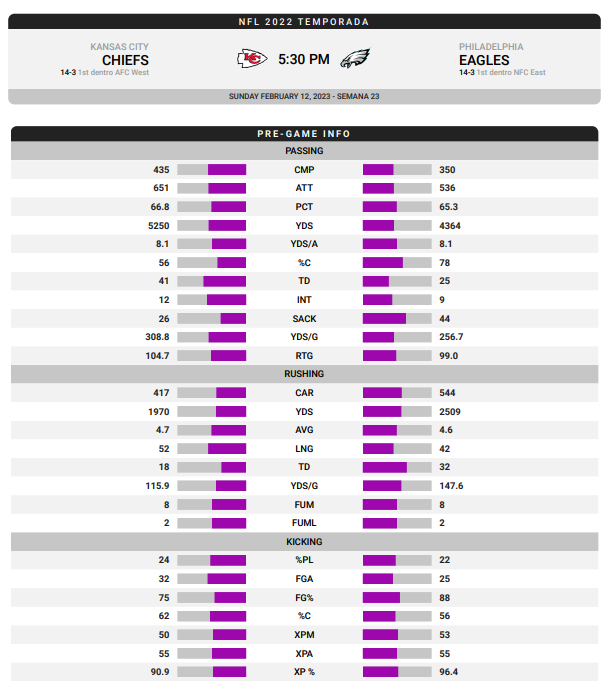 NFL 2022 TEMPORADA
KANSAS CITY
CHIEFS
14-3 1st dentro AFC West
KC
5:30 PM
PHILADELPHIA
EAGLES
14-3 1st dentro NFC East
SUNDAY FEBRUARY 12, 2023 - SEMANA 23
PRE-GAME INFO
PASSING
435 CMP 350
651 ATT 536
66.8 PCT 65.3
5250 YDS 4364
8.1 YDS/A 8.1
56 %C 78
41 TD 25
12 INT 9
26 SACK 44
308.8 YDS/G 256.7
104.7 RTG 99.0
RUSHING
417 CAR 544
1970 YDS 2509
4.7 AVG 4.6
52 LNG 42
18 TD 32
115.9 YDS/G 147.6
8 FUM 8
2 FUML 2
KICKING
24 %PL 22
32 FGA 25
75 FG% 88
62 %C 56
50 XPM 53
55 XPA 55
90.9 XP % 96.4